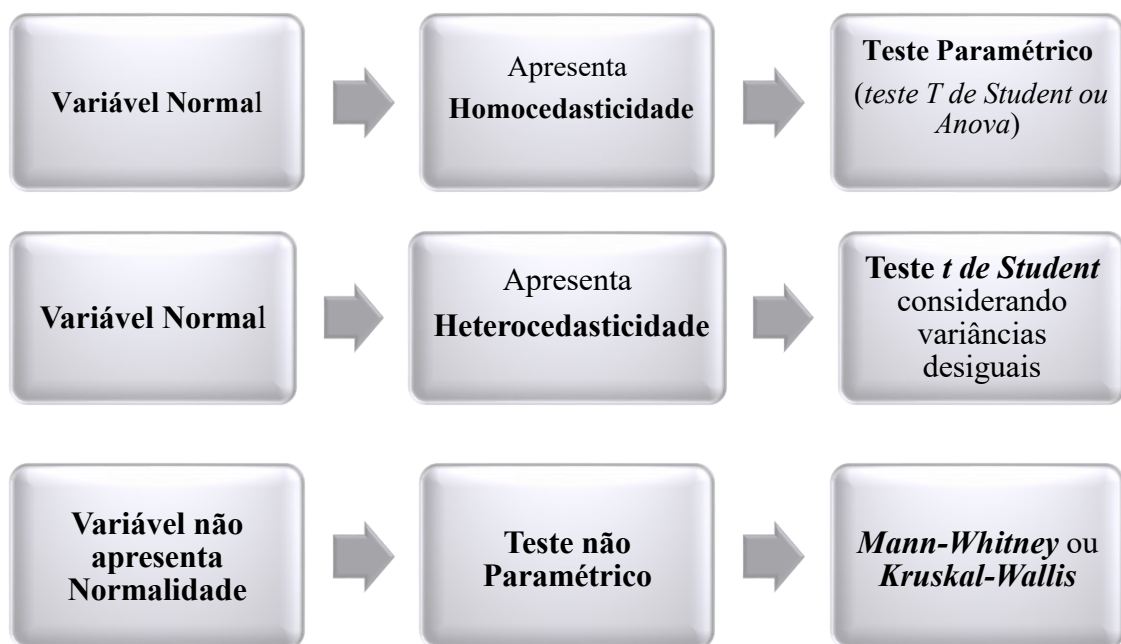 Variável Normal
Apresenta
Homocedasticidade
Teste Paramétrico
(teste T de Student ou
Anova)
Variável Normal
Apresenta
Heterocedasticidade
Teste t de Student
considerando
variâncias
desiguais
Variável não
apresenta
Normalidade
Teste não
Paramétrico
Mann-Whitney ou
Kruskal-Wallis